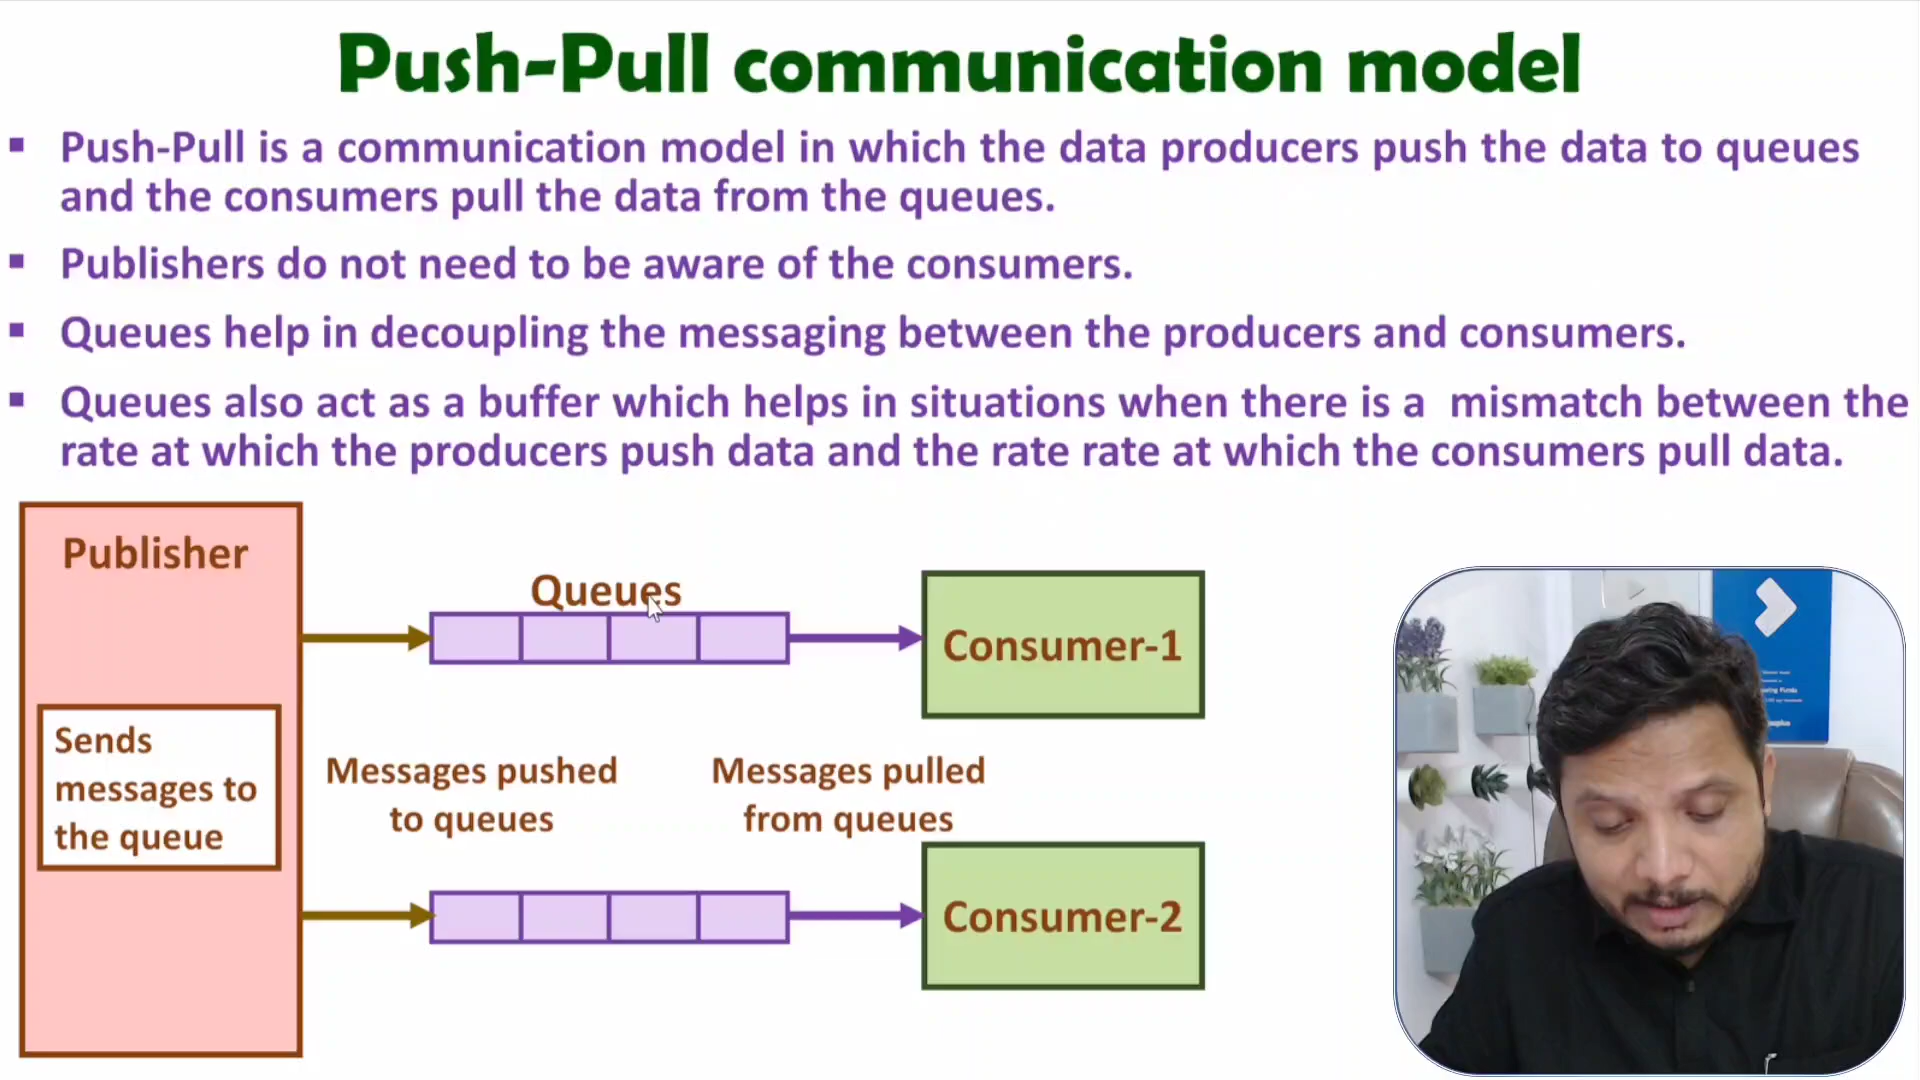 Push-Pull communication model
▪ Push-Pull is a communication model in which the data producers push the data to queues
and the consumers pull the data from the queues.
▪ Publishers do not need to be aware of the consumers.
▪ Queues help in decoupling the messaging between the producers and consumers.
▪ Queues also act as a buffer which helps in situations when there is a mismatch between the
rate at which the producers push data and the rate rate at which the consumers pull data.
Publisher
Sends
messages to
the queue
Queues
Consumer-1
Messages pushed
to queues
Messages pulled
from queues
Consumer-2